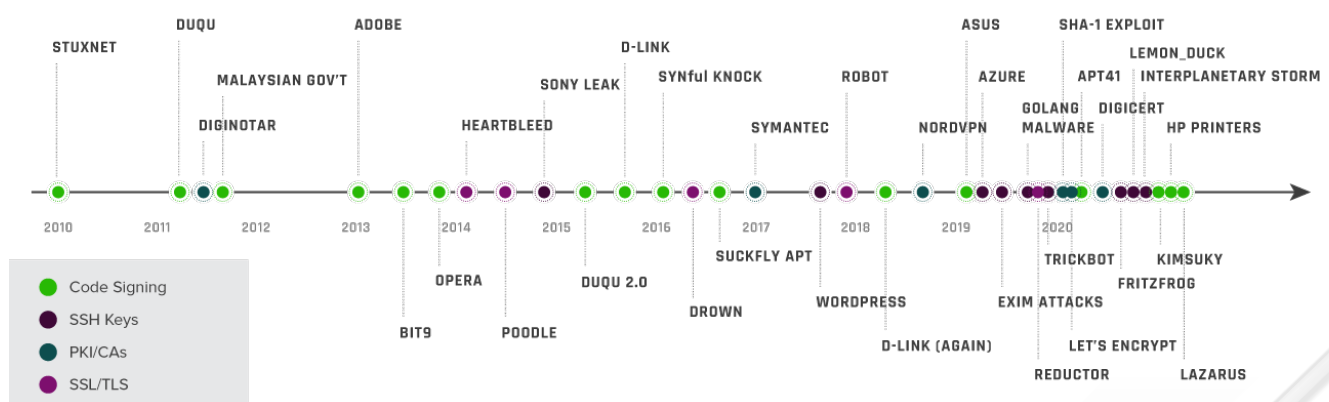 DUQU
ADOBE
ASUS
SHA-1 EXPLOIT
STUXNET
D-LINK
LEMON_DUCK
MALAYSIAN GOV'T
SONY LEAK
SYNful KNOCK
ROBOT
AZURE
APT41
INTERPLANETARY STORM
DIGINOTAR
HEARTBLEED
SYMANTEC
NORDVPN
GOLANG
MALWARE
DIGICERT
HP PRINTERS
2010
2011
2012
2013
2014
2015
2016
2017
2018
2019
2020
SUCKFLY APT
TRICKBOT
KIMSUKY
OPERA
DUQU 2.0
FRITZFROG
DROWN
WORDPRESS
EXIM ATTACKS
BIT9
POODLE
D-LINK (AGAIN)
LET'S ENCRYPT
REDUCTOR
LAZARUS
Code Signing
SSH Keys
PKI/CAs
SSL/TLS